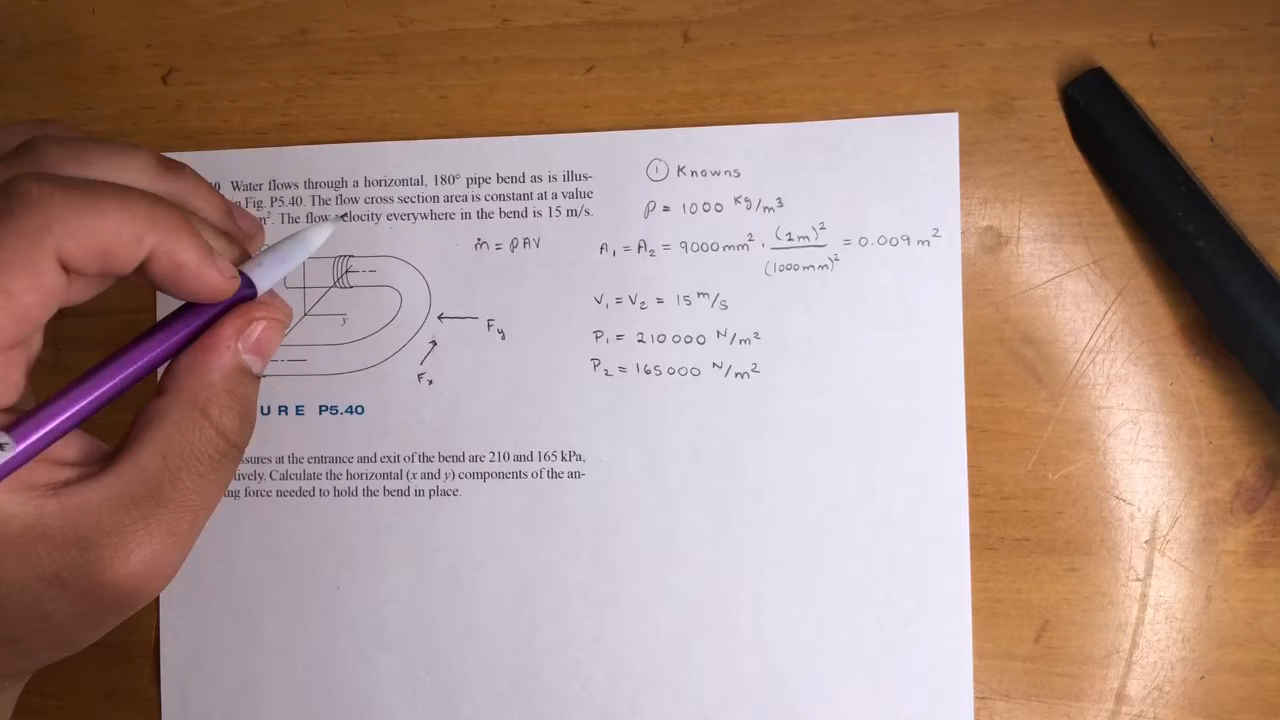 Water flows through a horizontal, 180° pipe bend as is illus-
Fig. P5.40. The flow cross section area is constant at a value
The flow velocity everywhere in the bend is 15 m/s.
ṁ = ρAV
y
Fy
Fx
URE P5.40
ssures at the entrance and exit of the bend are 210 and 165 kPa,
tively. Calculate the horizontal (x and y) components of the an-
ng force needed to hold the bend in place.
① Knowns
ρ = 1000 Kg/m³
A₁ = A₂ = 9000mm² · (1m)²/(1000mm)² = 0.009 m²
V₁ = V₂ = 15 m/s
P₁ = 210000 N/m²
P₂ = 165000 N/m²